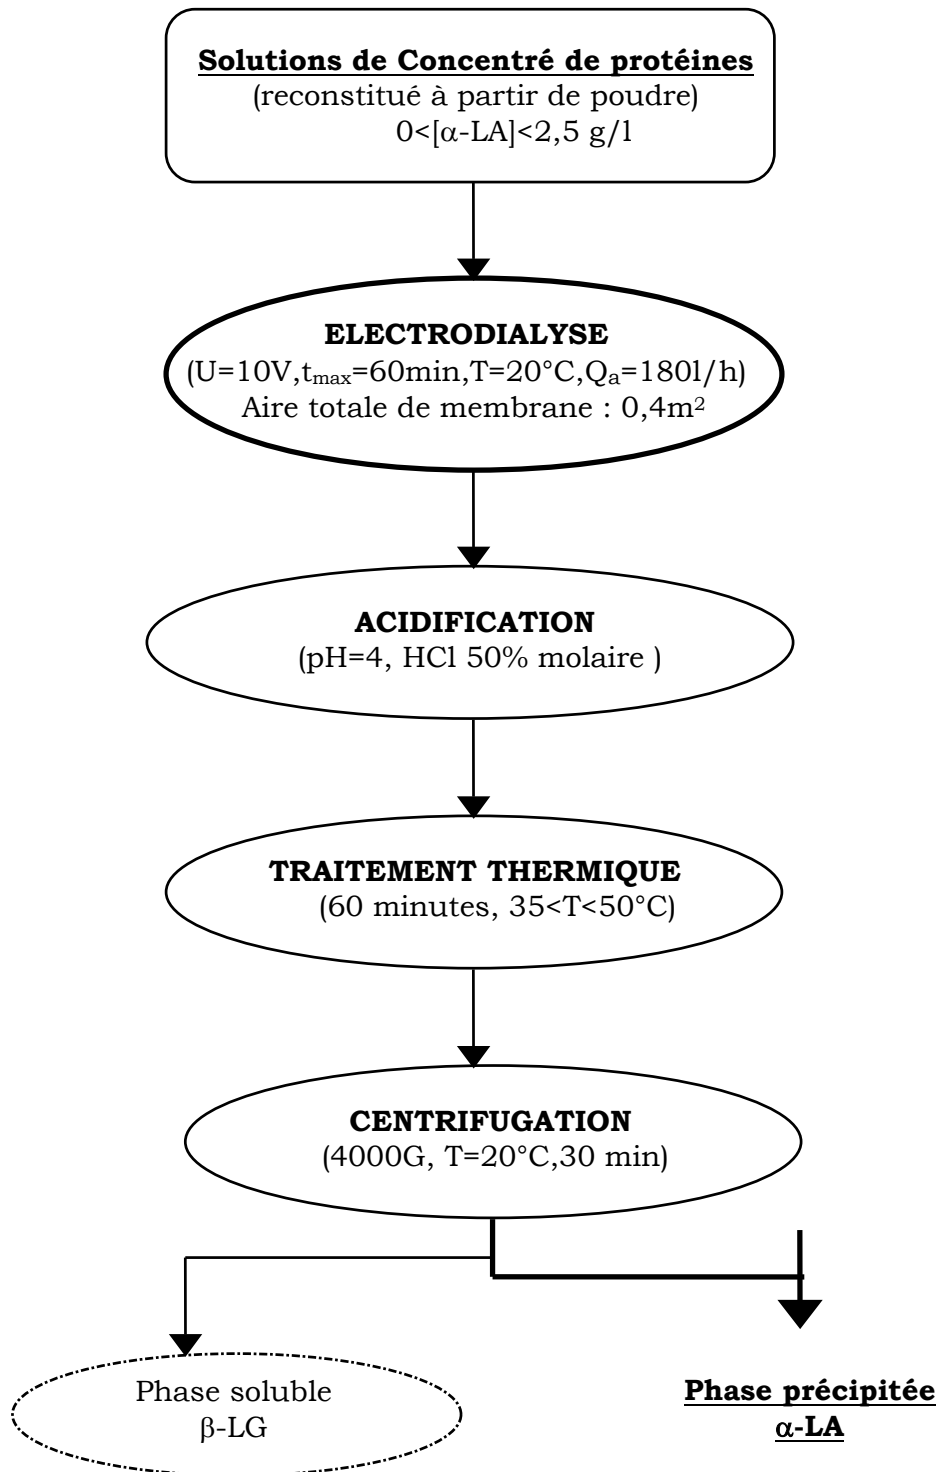 Solutions de Concentré de protéines
(reconstitué à partir de poudre)
0<[α-LA]<2,5 g/l
ELECTRODIALYSE
(U=10V,tmax=60min,T=20°C,Qa=180l/h)
Aire totale de membrane : 0,4m²
ACIDIFICATION
(pH=4, HCl 50% molaire )
TRAITEMENT THERMIQUE
(60 minutes, 35<T<50°C)
CENTRIFUGATION
(4000G, T=20°C,30 min)
Phase soluble
β-LG
Phase précipitée
α-LA